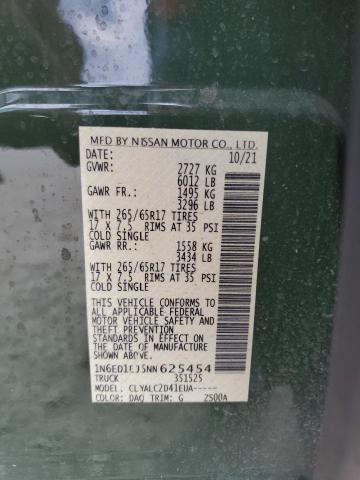 MFD BY NISSAN MOTOR CO., LTD.
DATE: 10/21
GVWR: 2727 KG
6012 LB
GAWR FR.: 1495 KG
3296 LB
WITH 265/65R17 TIRES
17 X 7.5 RIMS AT 35 PSI
COLD SINGLE
GAWR RR.: 1558 KG
3434 LB
WITH 265/65R17 TIRES
17 X 7.5 RIMS AT 35 PSI
COLD SINGLE
THIS VEHICLE CONFORMS TO
ALL APPLICABLE FEDERAL
MOTOR VEHICLE SAFETY AND
THEFT PREVENTION
STANDARDS IN EFFECT ON
THE DATE OF MANUFACTURE
SHOWN ABOVE.
TRUCK 351525
MODEL: CLYALCZD41EUA-----
COLOR: DAQ TRIM: G ZS00A